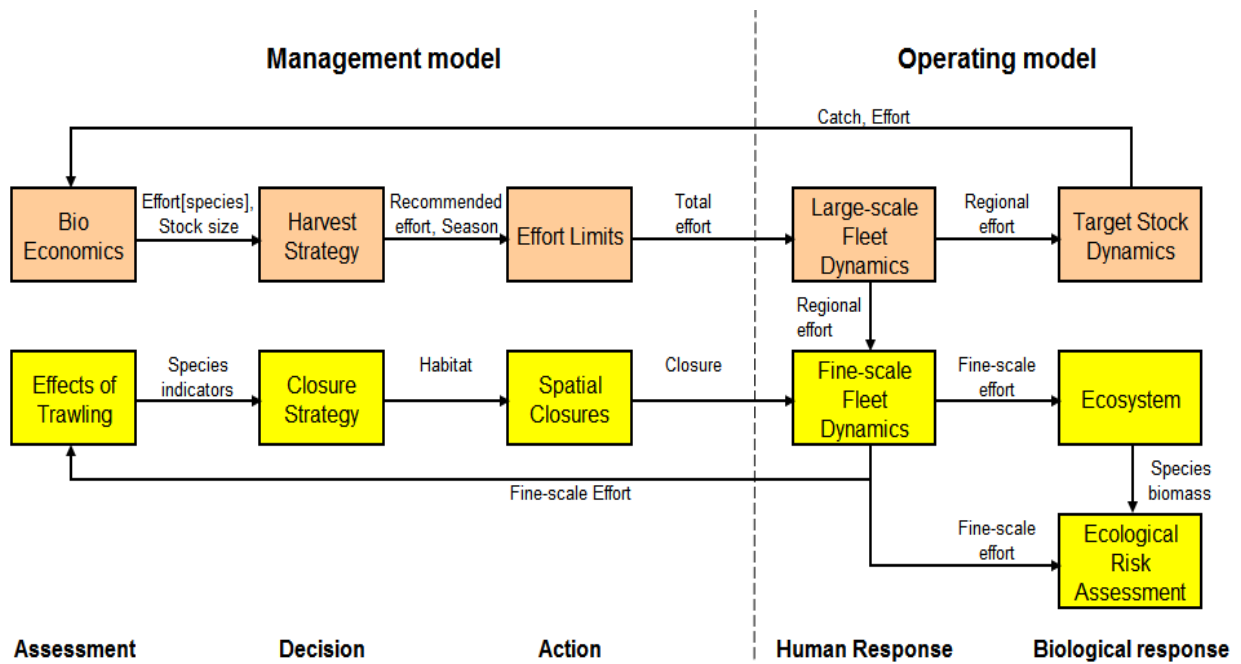 Management model
Operating model
Catch, Effort
Bio
Economics
Effort[species],
Stock size
Harvest
Strategy
Recommended
effort, Season
Effort Limits
Total
effort
Large-scale
Fleet
Dynamics
Regional
effort
Target Stock
Dynamics
Regional
effort
Effects of
Trawling
Species
indicators
Closure
Strategy
Habitat
Spatial
Closures
Closure
Fine-scale
Fleet
Dynamics
Fine-scale
effort
Ecosystem
Fine-scale Effort
Species
biomass
Fine-scale
effort
Ecological
Risk
Assessment
Assessment
Decision
Action
Human Response
Biological response